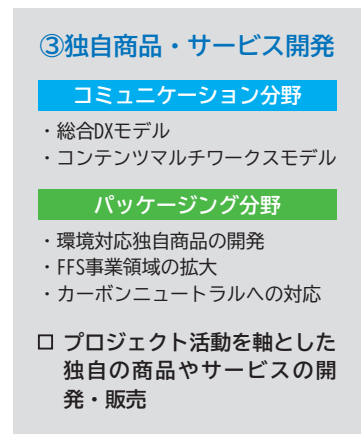 ③独自商品・サービス開発
コミュニケーション分野
・総合DXモデル
・コンテンツマルチワークスモデル
パッケージング分野
・環境対応独自商品の開発
・FFS事業領域の拡大
・カーボンニュートラルへの対応
□ プロジェクト活動を軸とした
独自の商品やサービスの開
発・販売